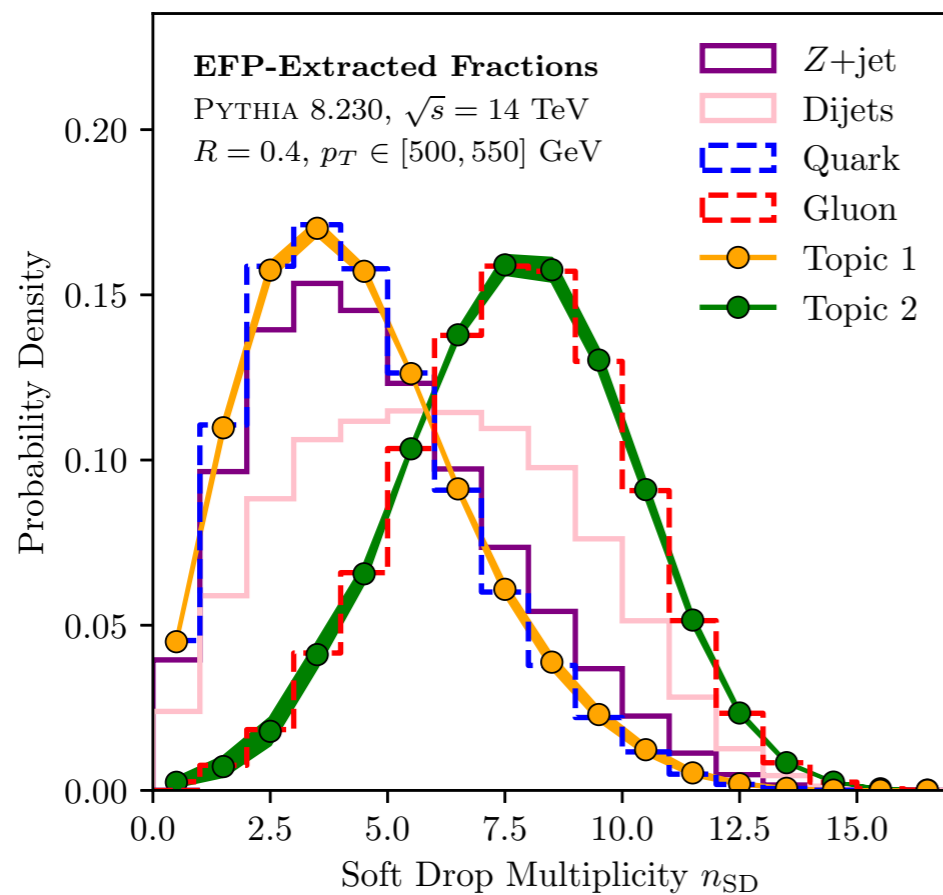 EFP-Extracted Fractions
PYTHIA 8.230, √s = 14 TeV
R = 0.4, p_T ∈ [500, 550] GeV
Z+jet
Dijets
Quark
Gluon
Topic 1
Topic 2
Probability Density
0.20
0.15
0.10
0.05
0.00
0.0 2.5 5.0 7.5 10.0 12.5 15.0
Soft Drop Multiplicity n_SD